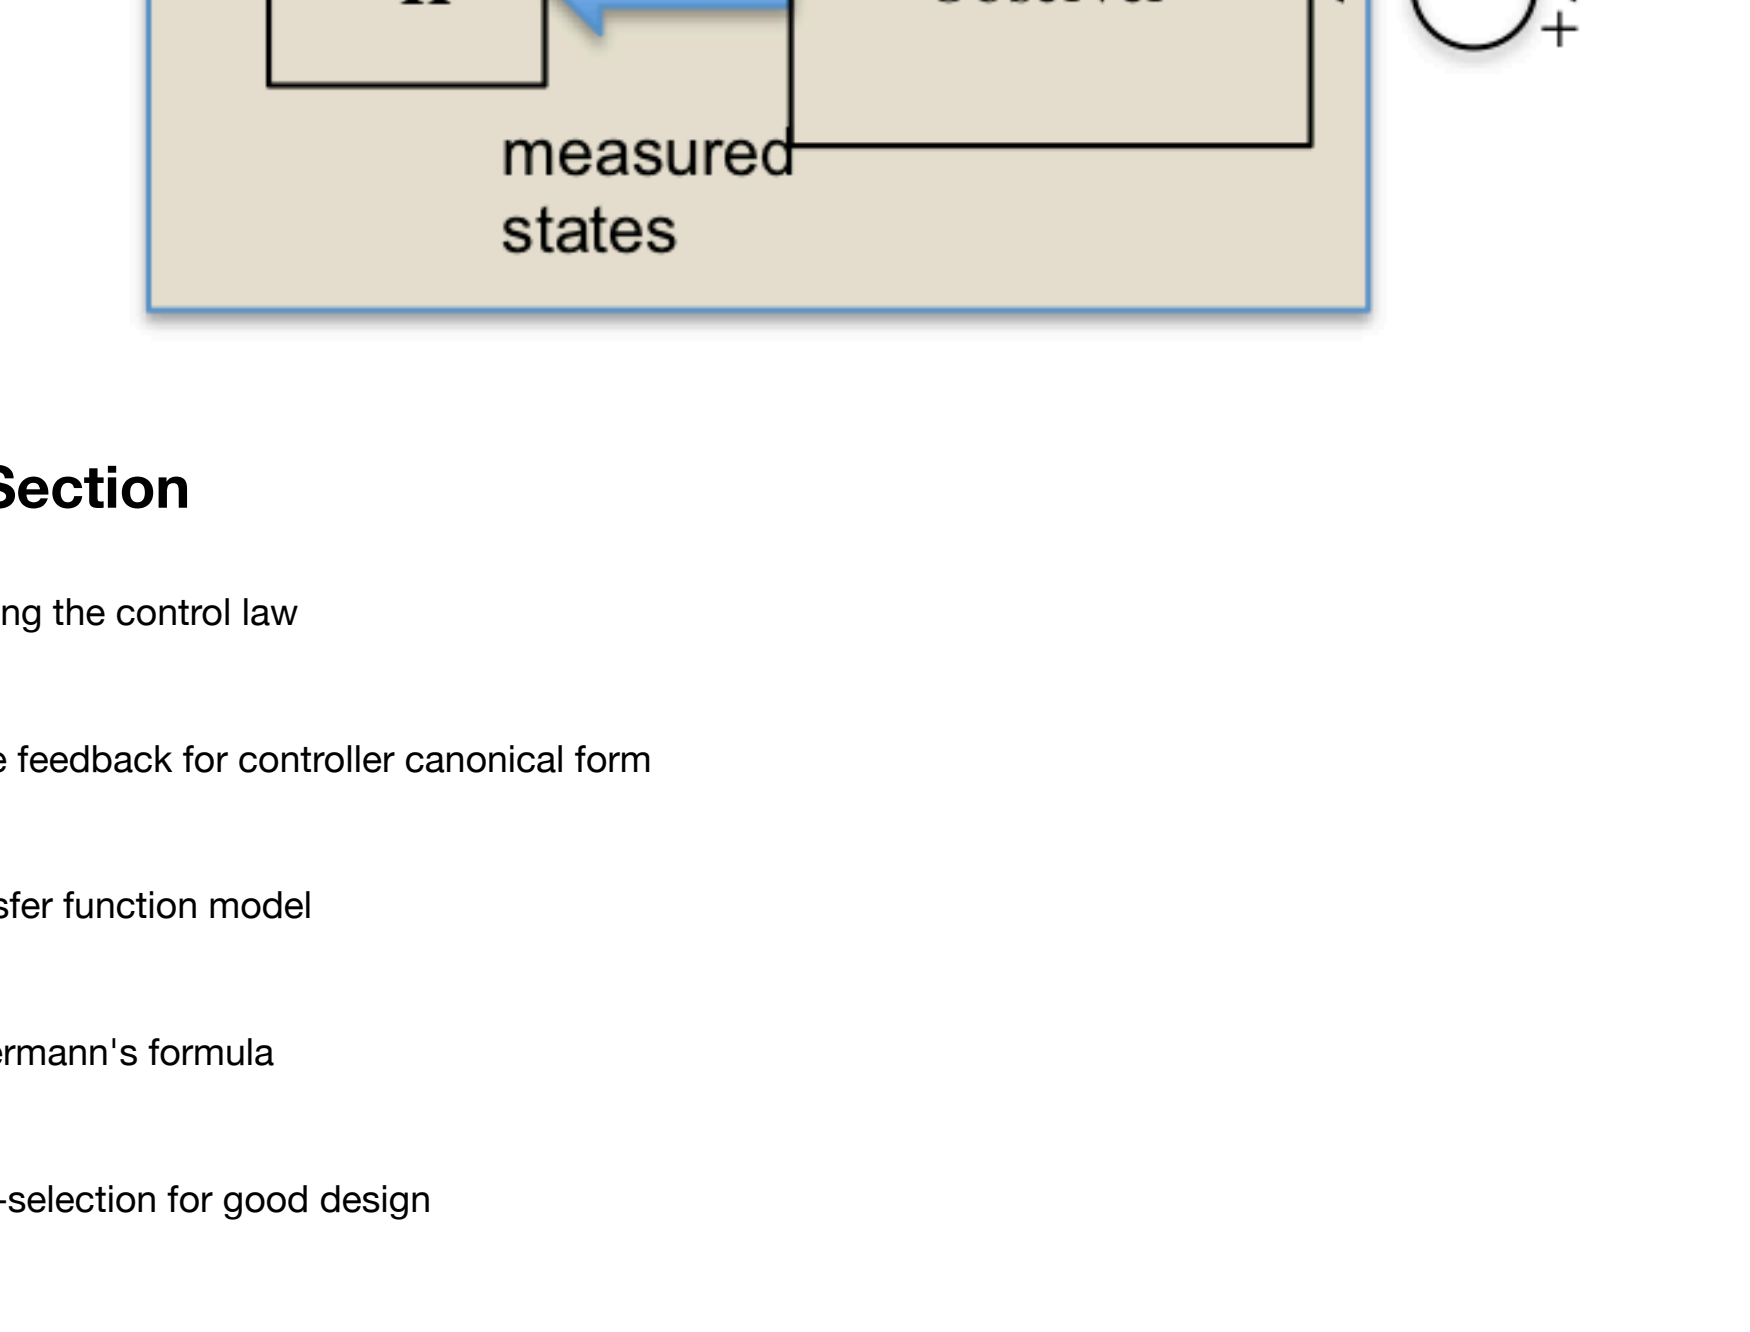 +
measured
states
Section
ing the control law
e feedback for controller canonical form
sfer function model
ermann's formula
-selection for good design